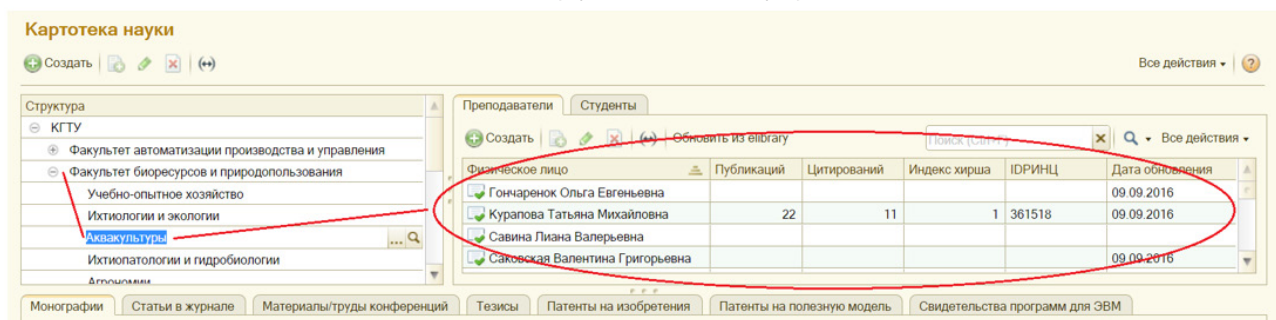 Картотека науки
Создать Все действия
Структура
КГТУ
Факультет автоматизации производства и управления
Факультет биоресурсов и природопользования
Учебно-опытное хозяйство
Ихтиологии и экологии
Аквакультуры ...
Ихтиопатологии и гидробиологии
Агрономии
Преподаватели Студенты
Создать Обновить из elibrary Поиск (Ctrl+F) Все действия
Физическое лицо Публикаций Цитирований Индекс хирша IDРИНЦ Дата обновления
Гончаренок Ольга Евгеньевна 09.09.2016
Курапова Татьяна Михайловна 22 11 1 361518 09.09.2016
Савина Лиана Валерьевна
Саковская Валентина Григорьевна 09.09.2016
Монографии Статьи в журнале Материалы/труды конференций Тезисы Патенты на изобретения Патенты на полезную модель Свидетельства программ для ЭВМ